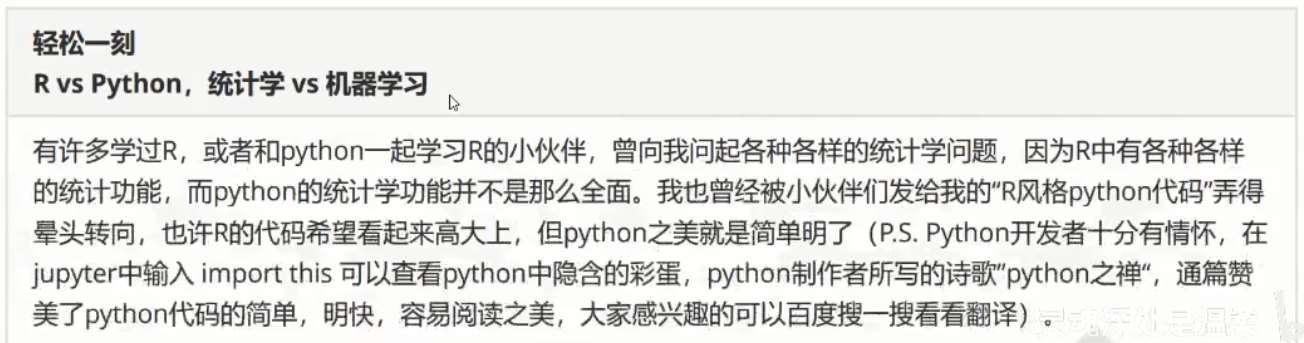 轻松一刻
R vs Python，统计学 vs 机器学习
有许多学过R，或者和python一起学习R的小伙伴，曾向我问起各种各样的统计学问题，因为R中有各种各样
的统计功能，而python的统计学功能并不是那么全面。我也曾经被小伙伴们发给我的“R风格python代码”弄得
晕头转向，也许R的代码希望看起来高大上，但python之美就是简单明了（P.S. Python开发者十分有情怀，在
jupyter中输入 import this 可以查看python中隐含的彩蛋，python制作者所写的诗歌”python之禅“，通篇赞
美了python代码的简单，明快，容易阅读之美，大家感兴趣的可以百度搜一搜看看翻译）。
灵魂深处是温柔